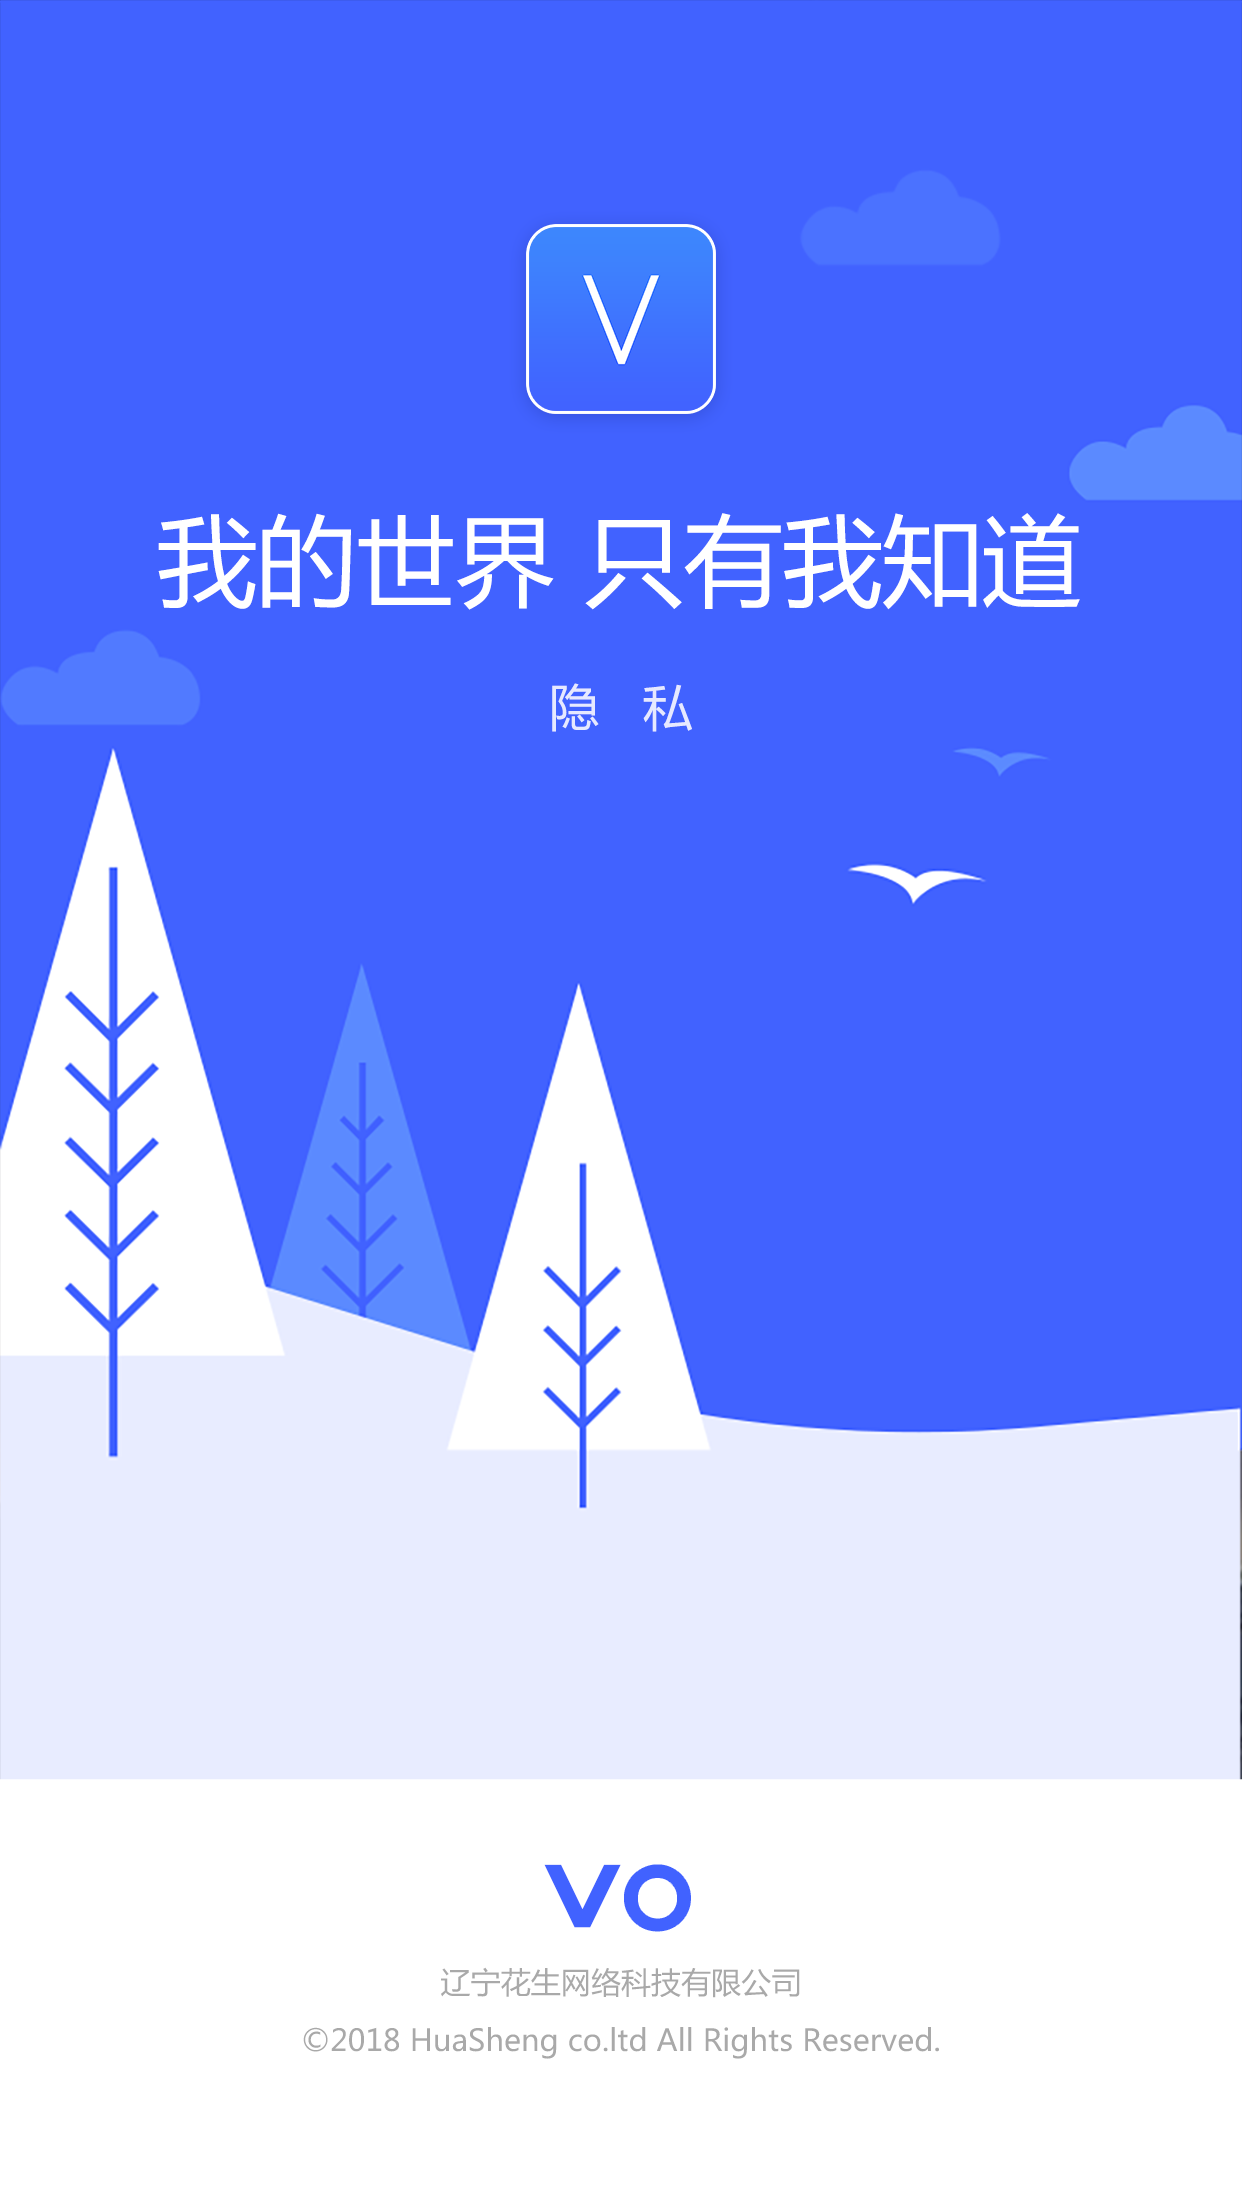 V
我的世界 只有我知道
隐 私
VO
辽宁花生网络科技有限公司
©2018 HuaSheng co.ltd All Rights Reserved.